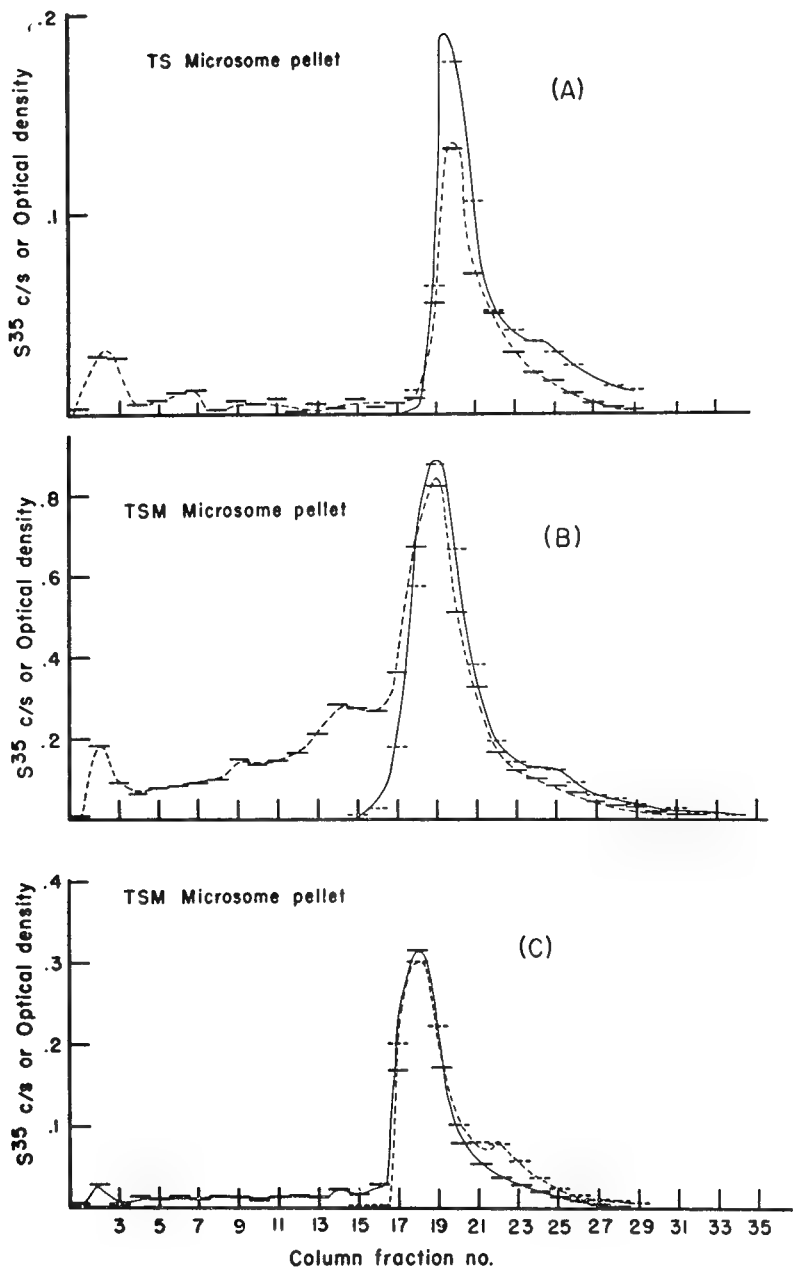 .2
TS Microsome pellet
(A)
S35 c/s or Optical density
.1
TSM Microsome pellet
(B)
S35 c/s or Optical density
.8
.6
.4
.2
.4
TSM Microsome pellet
(C)
S35 c/s or Optical density
.3
.2
.1
3 5 7 9 11 13 15 17 19 21 23 25 27 29 31 33 35
Column fraction no.